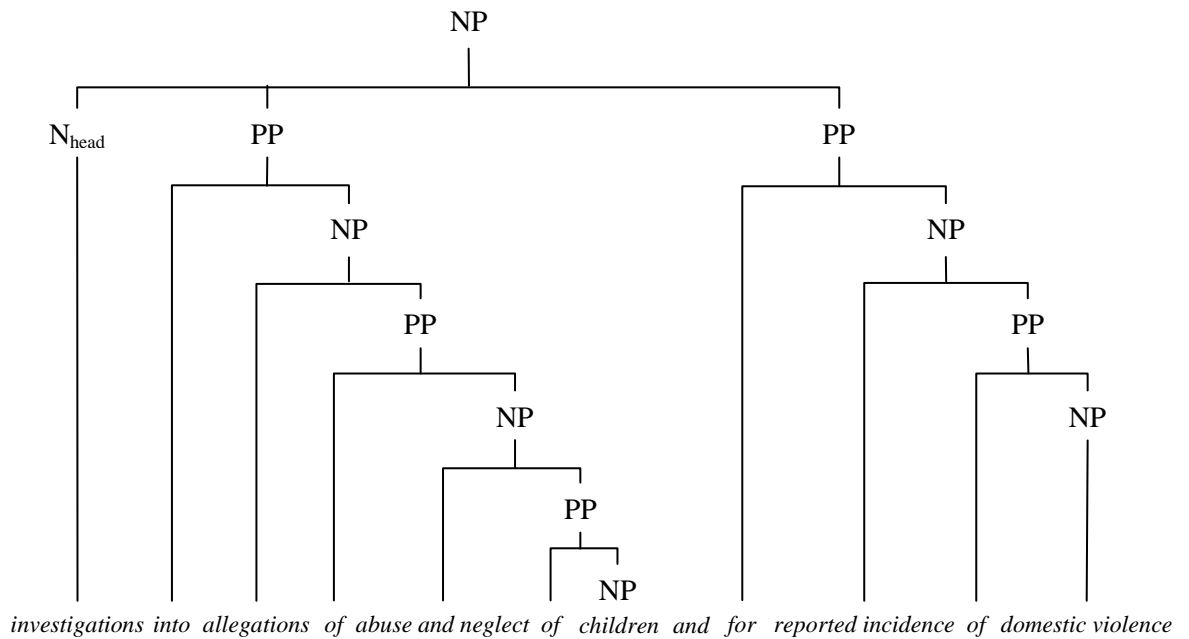 NP
N_head PP PP
NP NP
PP PP
NP NP
PP
NP
investigations into allegations of abuse and neglect of children and for reported incidence of domestic violence